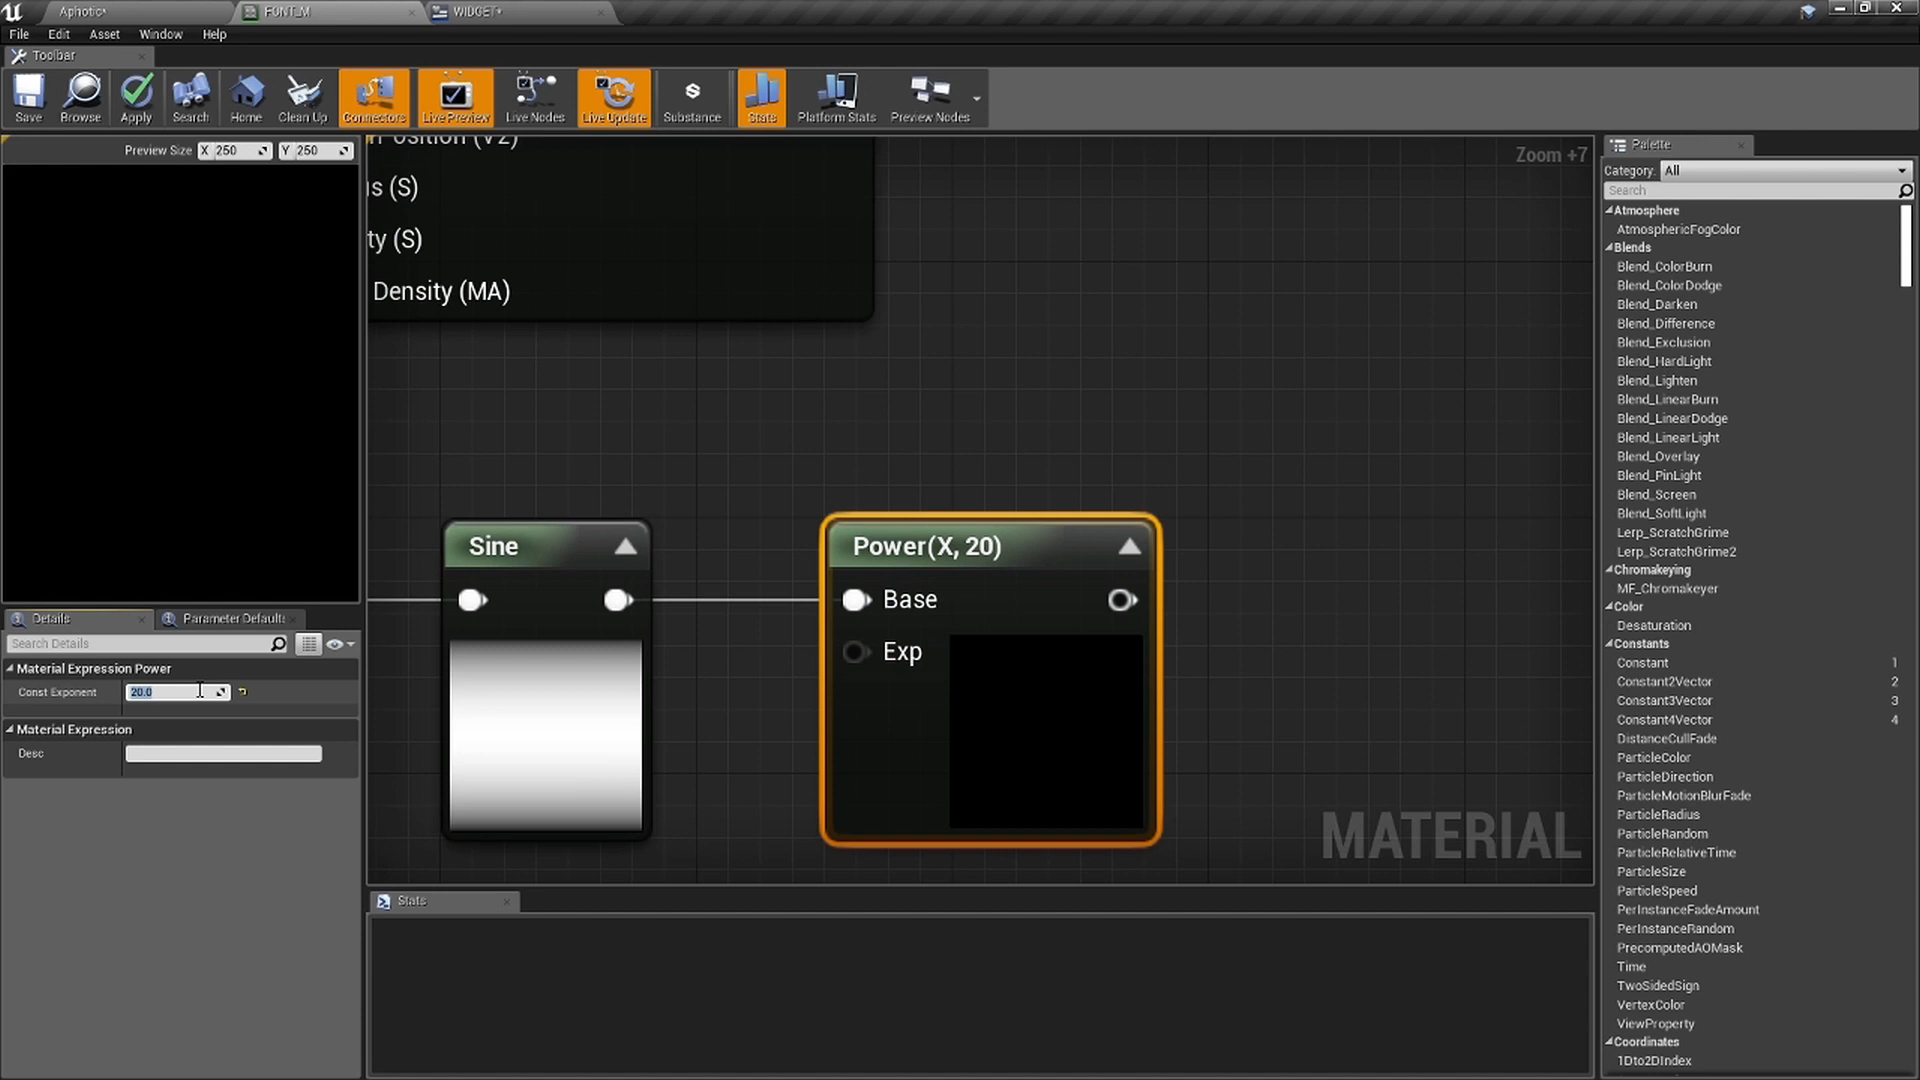 Aphotic*
FONT_M
WIDGET*
File
Edit
Asset
Window
Help
Toolbar
Save
Browse
Apply
Search
Home
Clean Up
Connectors
Live Preview
Live Nodes
Live Update
Substance
Stats
Platform Stats
Preview Nodes
Preview Size
X
250
Y
250
Position (V2)
(S)
(S)
Density (MA)
Zoom +7
Sine
Power(X, 20)
Base
Exp
MATERIAL
Details
Parameter Defaults
Search Details
Material Expression Power
Const Exponent
20.0
Material Expression
Desc
Stats
Palette
Category:
All
Search
Atmosphere
AtmosphericFogColor
Blends
Blend_ColorBurn
Blend_ColorDodge
Blend_Darken
Blend_Difference
Blend_Exclusion
Blend_HardLight
Blend_Lighten
Blend_LinearBurn
Blend_LinearDodge
Blend_LinearLight
Blend_Overlay
Blend_PinLight
Blend_Screen
Blend_SoftLight
Lerp_ScratchGrime
Lerp_ScratchGrime2
Chromakeying
MF_Chromakeyer
Color
Desaturation
Constants
Constant 1
Constant2Vector 2
Constant3Vector 3
Constant4Vector 4
DistanceCullFade
ParticleColor
ParticleDirection
ParticleMotionBlurFade
ParticleRadius
ParticleRandom
ParticleRelativeTime
ParticleSize
ParticleSpeed
PerInstanceFadeAmount
PerInstanceRandom
PrecomputedAOMask
Time
TwoSidedSign
VertexColor
ViewProperty
Coordinates
1Dto2DIndex